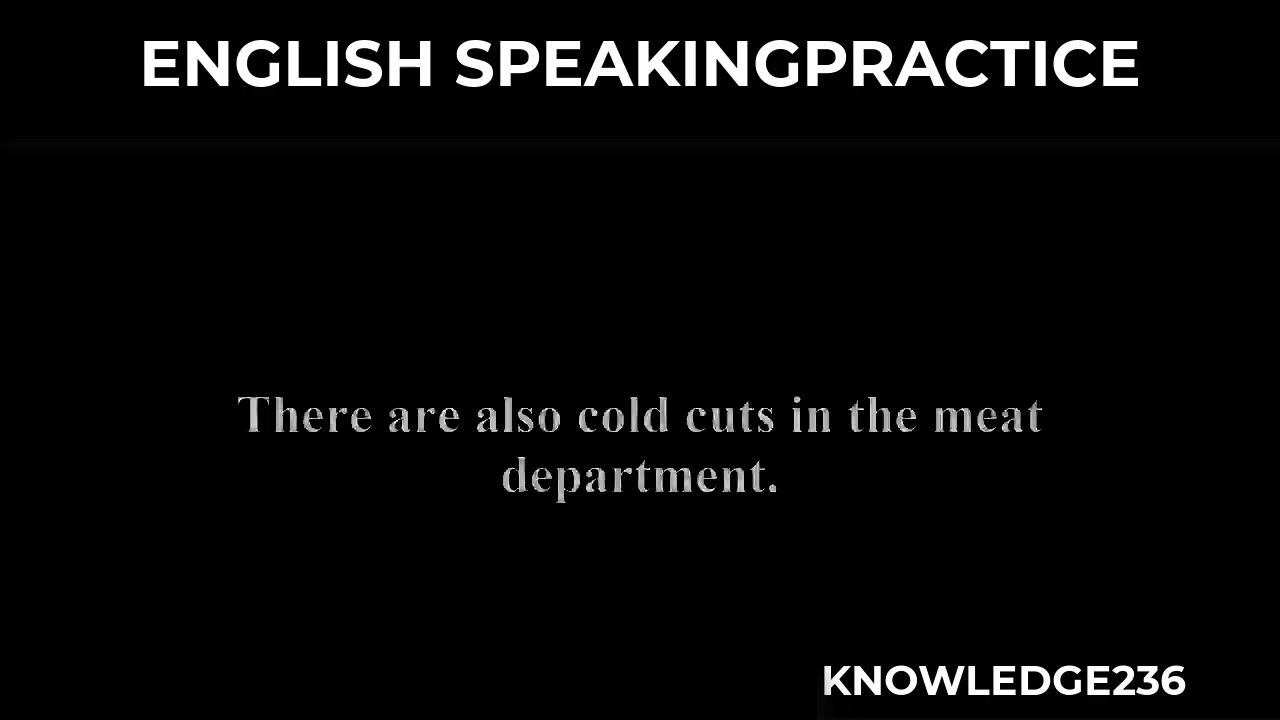 ENGLISH SPEAKINGPRACTICE
There are also cold cuts in the meat
department.
KNOWLEDGE236